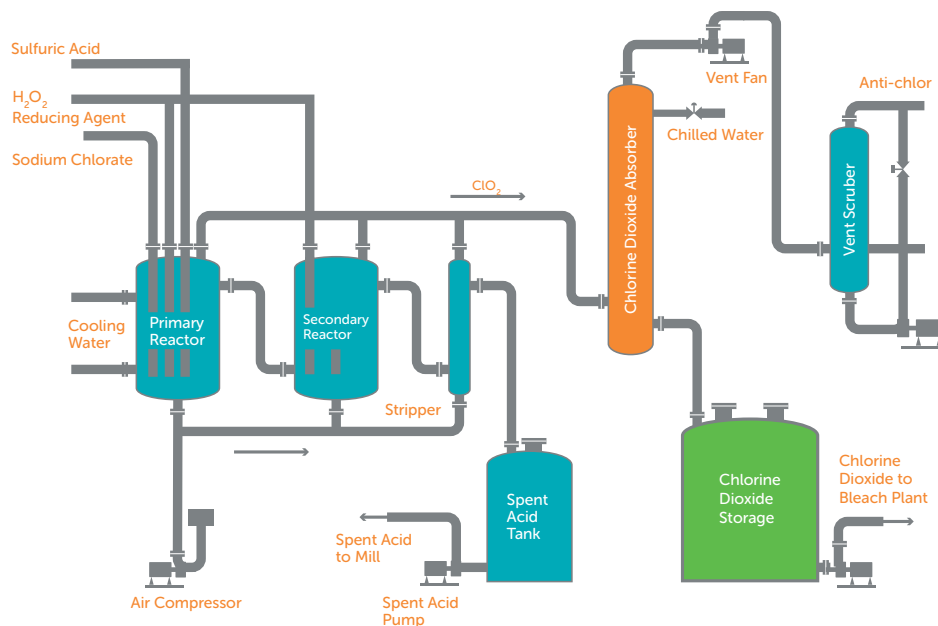 Sulfuric Acid
H₂O₂
Reducing Agent
Sodium Chlorate
Cooling
Water
Primary
Reactor
Secondary
Reactor
Stripper
ClO₂
Air Compressor
Spent
Acid
Tank
Spent Acid
to Mill
Spent Acid
Pump
Chlorine Dioxide Absorber
Vent Fan
Chilled Water
Anti-chlor
Vent Scruber
Chlorine
Dioxide
Storage
Chlorine
Dioxide to
Bleach Plant